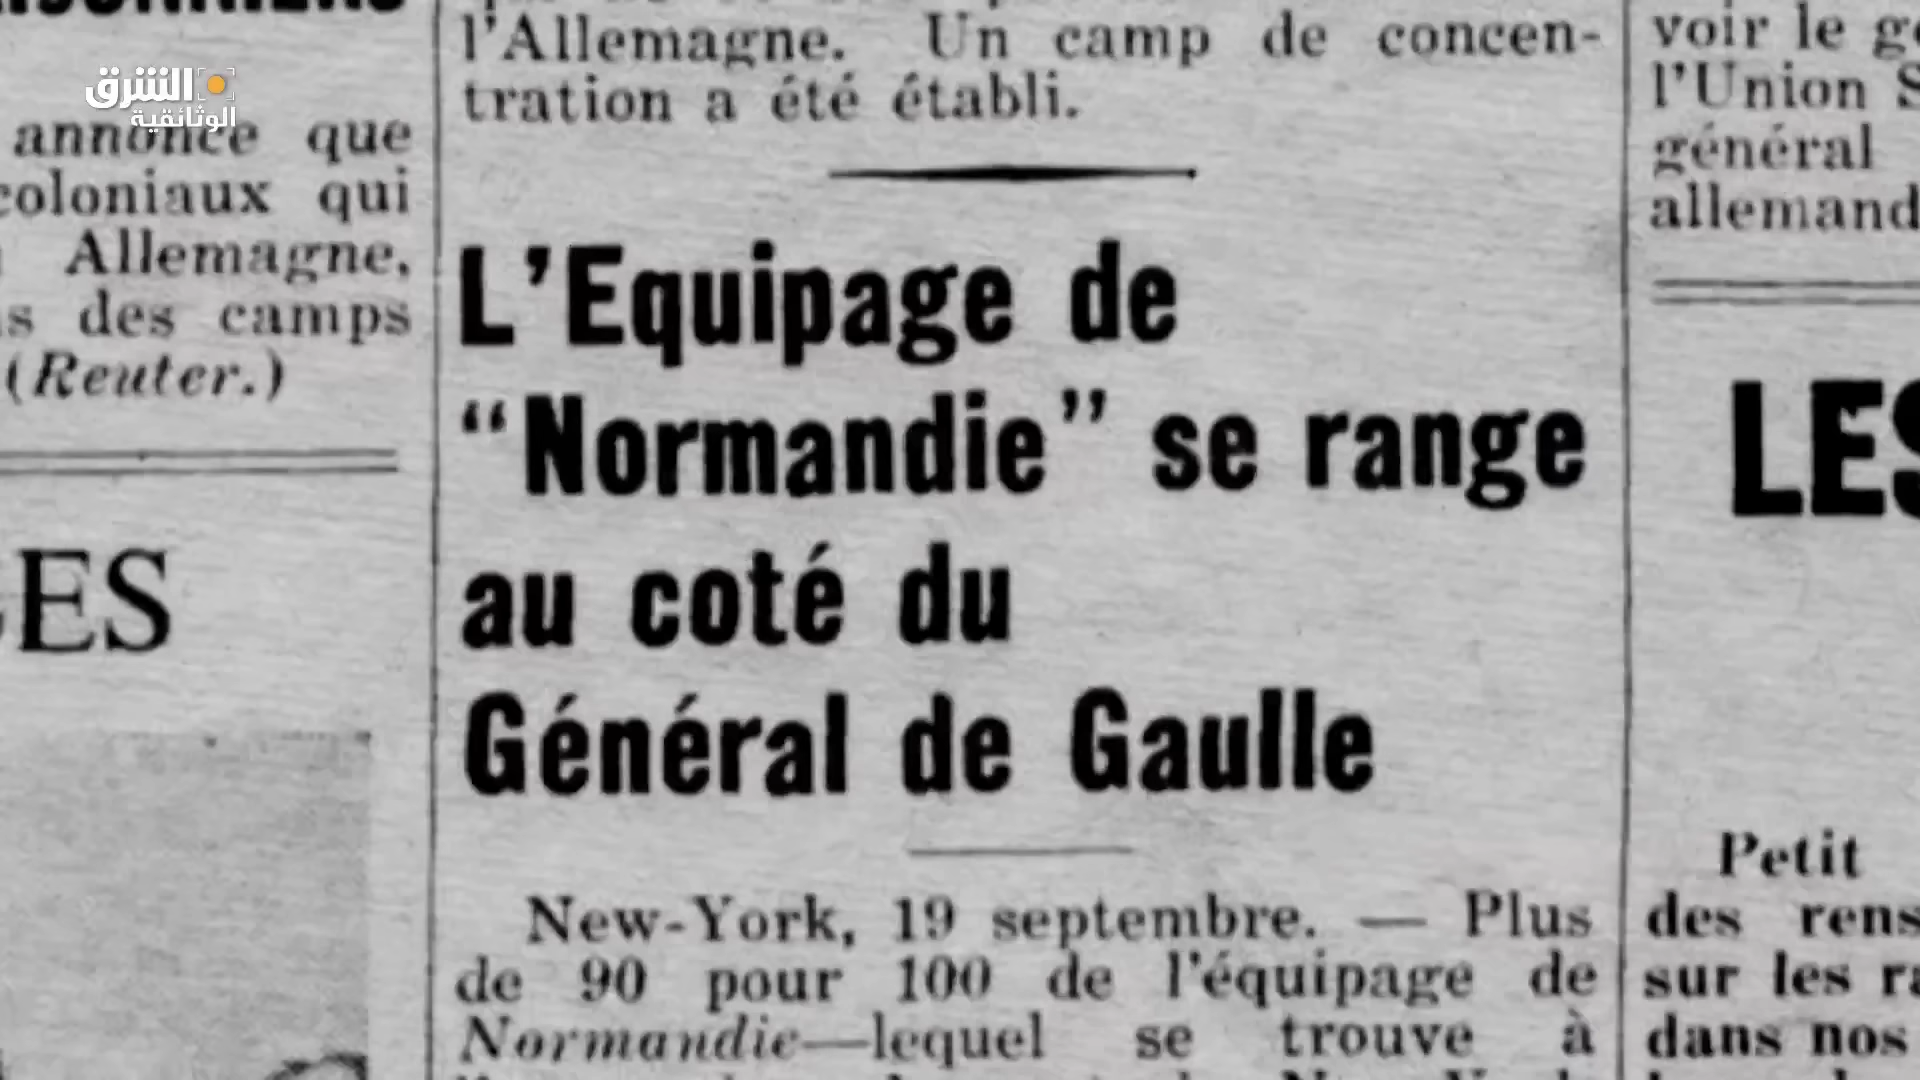 الشرق
الوثائقية
annonce que
coloniaux qui
Allemagne,
des camps
(Reuter.)
l'Allemagne. Un camp de concen-
tration a été établi.
L'Equipage de
"Normandie" se range
au coté du
Général de Gaulle
New-York, 19 septembre. — Plus
de 90 pour 100 de l'équipage de
Normandie—lequel se trouve à
voir le
l'Union
général
allemand
LES
Petit
des
sur les
dans nos